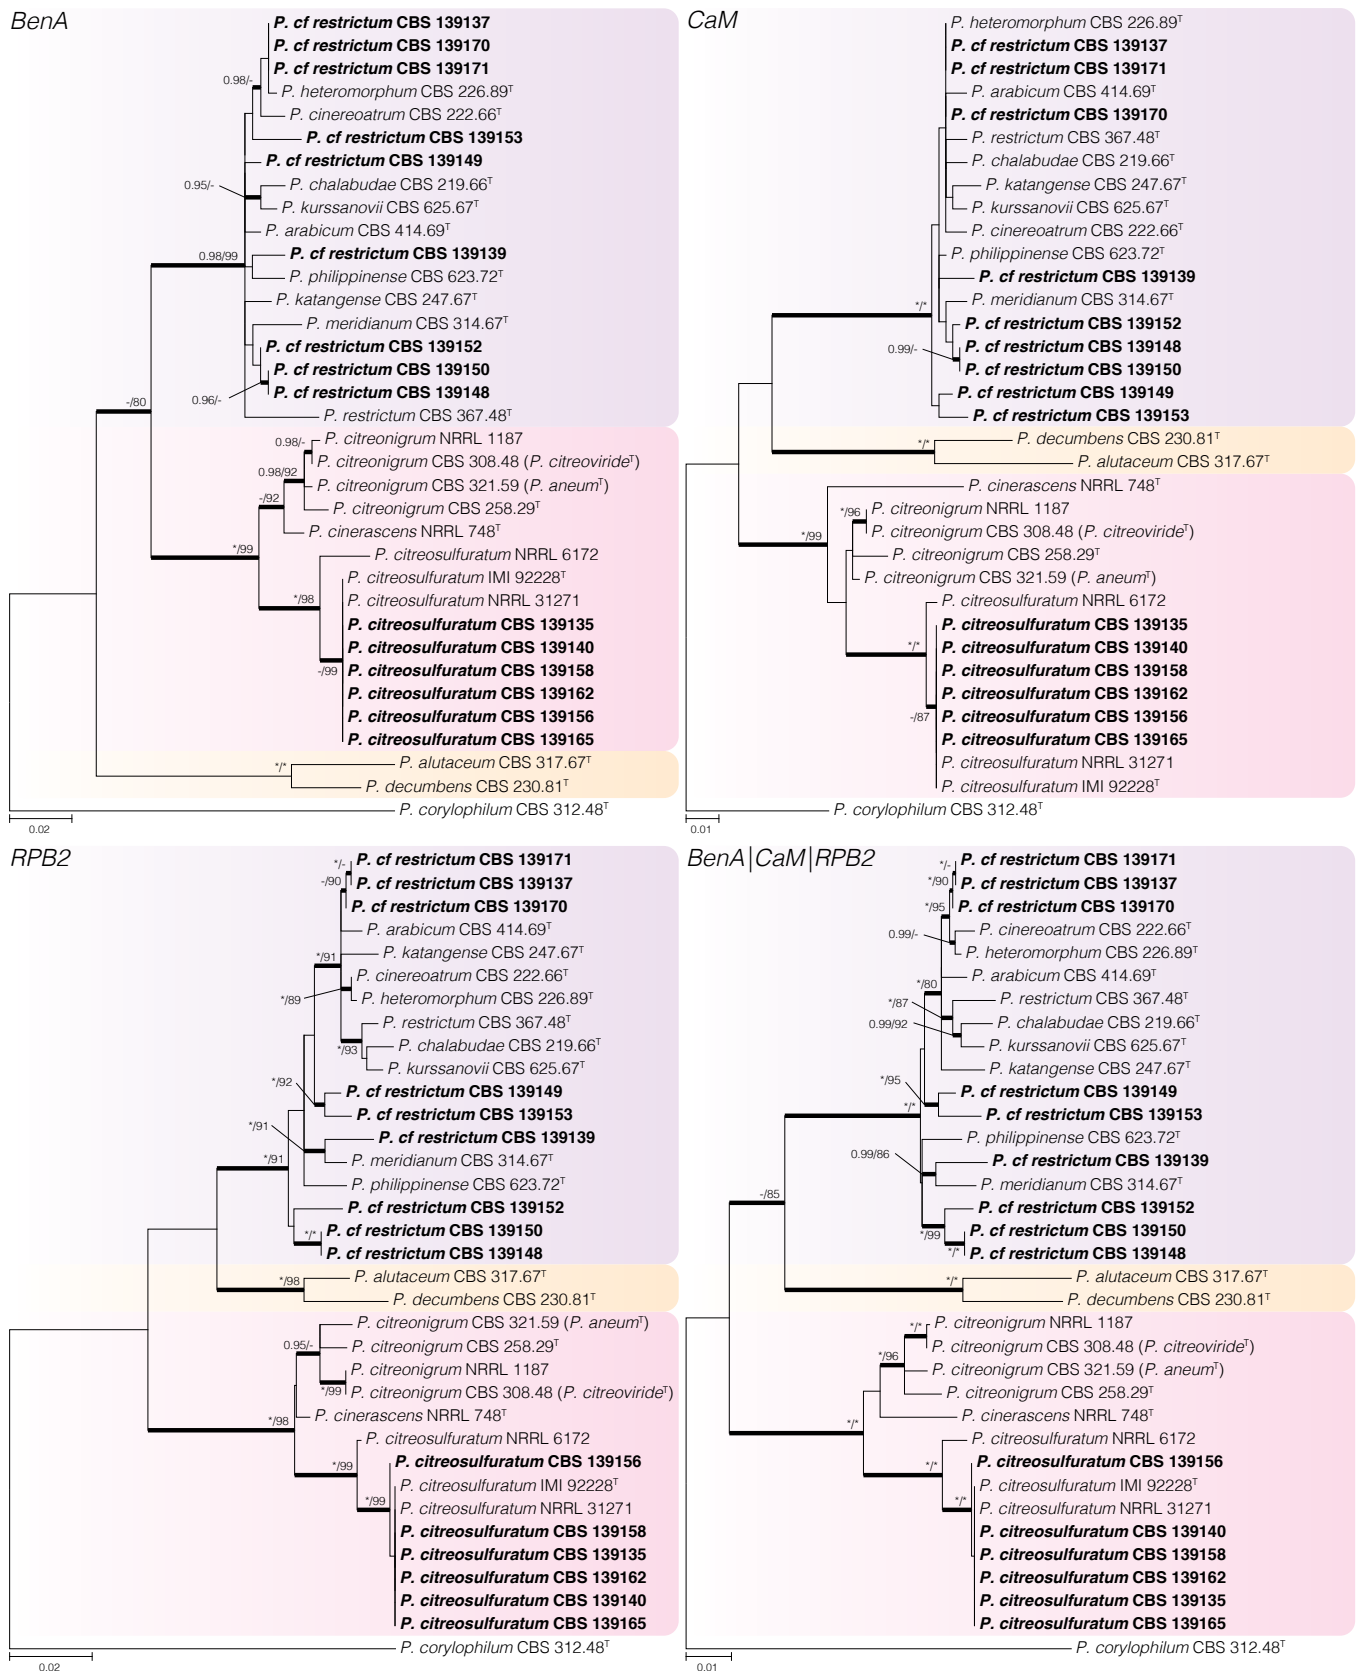 BenA
P. cf restrictum CBS 139137
P. cf restrictum CBS 139170
P. cf restrictum CBS 139171
0.98/-
P. heteromorphum CBS 226.89T
P. cinereoatrum CBS 222.66T
P. cf restrictum CBS 139153
P. cf restrictum CBS 139149
0.95/-
P. chalabudae CBS 219.66T
P. kurssanovii CBS 625.67T
P. arabicum CBS 414.69T
0.98/99
P. cf restrictum CBS 139139
P. philippinense CBS 623.72T
P. katangense CBS 247.67T
P. meridianum CBS 314.67T
P. cf restrictum CBS 139152
P. cf restrictum CBS 139150
0.96/-
P. cf restrictum CBS 139148
-/80
P. restrictum CBS 367.48T
0.98/-
P. citreonigrum NRRL 1187
P. citreonigrum CBS 308.48 (P. citreovirideT)
0.98/92
P. citreonigrum CBS 321.59 (P. aneumT)
-/92
P. citreonigrum CBS 258.29T
P. cinerascens NRRL 748T
*/99
P. citreosulfuratum NRRL 6172
P. citreosulfuratum IMI 92228T
*/98
P. citreosulfuratum NRRL 31271
P. citreosulfuratum CBS 139135
P. citreosulfuratum CBS 139140
-/99
P. citreosulfuratum CBS 139158
P. citreosulfuratum CBS 139162
P. citreosulfuratum CBS 139156
P. citreosulfuratum CBS 139165
*/*
P. alutaceum CBS 317.67T
P. decumbens CBS 230.81T
P. corylophilum CBS 312.48T
0.02
CaM
P. heteromorphum CBS 226.89T
P. cf restrictum CBS 139137
P. cf restrictum CBS 139171
P. arabicum CBS 414.69T
P. cf restrictum CBS 139170
P. restrictum CBS 367.48T
P. chalabudae CBS 219.66T
P. katangense CBS 247.67T
P. kurssanovii CBS 625.67T
P. cinereoatrum CBS 222.66T
P. philippinense CBS 623.72T
P. cf restrictum CBS 139139
*/*
P. meridianum CBS 314.67T
P. cf restrictum CBS 139152
0.99/-
P. cf restrictum CBS 139148
P. cf restrictum CBS 139150
P. cf restrictum CBS 139149
P. cf restrictum CBS 139153
*/*
P. decumbens CBS 230.81T
P. alutaceum CBS 317.67T
P. cinerascens NRRL 748T
*/96
P. citreonigrum NRRL 1187
*/99
P. citreonigrum CBS 308.48 (P. citreovirideT)
P. citreonigrum CBS 258.29T
P. citreonigrum CBS 321.59 (P. aneumT)
P. citreosulfuratum NRRL 6172
P. citreosulfuratum CBS 139135
*/*
P. citreosulfuratum CBS 139140
P. citreosulfuratum CBS 139158
P. citreosulfuratum CBS 139162
-/87
P. citreosulfuratum CBS 139156
P. citreosulfuratum CBS 139165
P. citreosulfuratum NRRL 31271
P. citreosulfuratum IMI 92228T
P. corylophilum CBS 312.48T
0.01
RPB2
*/-
P. cf restrictum CBS 139171
-/90
P. cf restrictum CBS 139137
P. cf restrictum CBS 139170
P. arabicum CBS 414.69T
*/91
P. katangense CBS 247.67T
P. cinereoatrum CBS 222.66T
*/89
P. heteromorphum CBS 226.89T
P. restrictum CBS 367.48T
*/93
P. chalabudae CBS 219.66T
P. kurssanovii CBS 625.67T
*/92
P. cf restrictum CBS 139149
P. cf restrictum CBS 139153
*/91
P. cf restrictum CBS 139139
*/91
P. meridianum CBS 314.67T
P. philippinense CBS 623.72T
P. cf restrictum CBS 139152
*/*
P. cf restrictum CBS 139150
P. cf restrictum CBS 139148
*/98
P. alutaceum CBS 317.67T
P. decumbens CBS 230.81T
P. citreonigrum CBS 321.59 (P. aneumT)
0.95/-
P. citreonigrum CBS 258.29T
P. citreonigrum NRRL 1187
*/99
P. citreonigrum CBS 308.48 (P. citreovirideT)
P. cinerascens NRRL 748T
*/98
P. citreosulfuratum NRRL 6172
*/99
P. citreosulfuratum CBS 139156
P. citreosulfuratum IMI 92228T
*/99
P. citreosulfuratum NRRL 31271
P. citreosulfuratum CBS 139158
P. citreosulfuratum CBS 139135
P. citreosulfuratum CBS 139162
P. citreosulfuratum CBS 139140
P. citreosulfuratum CBS 139165
P. corylophilum CBS 312.48T
0.02
BenA|CaM|RPB2
*/-
P. cf restrictum CBS 139171
*/90
P. cf restrictum CBS 139137
*/95
P. cf restrictum CBS 139170
P. cinereoatrum CBS 222.66T
0.99/-
P. heteromorphum CBS 226.89T
P. arabicum CBS 414.69T
*/80
P. restrictum CBS 367.48T
*/87
P. chalabudae CBS 219.66T
0.99/92
P. kurssanovii CBS 625.67T
P. katangense CBS 247.67T
*/95
P. cf restrictum CBS 139149
*/*
P. cf restrictum CBS 139153
P. philippinense CBS 623.72T
0.99/86
P. cf restrictum CBS 139139
P. meridianum CBS 314.67T
-/85
P. cf restrictum CBS 139152
*/99
P. cf restrictum CBS 139150
*/*
P. cf restrictum CBS 139148
*/*
P. alutaceum CBS 317.67T
P. decumbens CBS 230.81T
*/*
P. citreonigrum NRRL 1187
P. citreonigrum CBS 308.48 (P. citreovirideT)
*/96
P. citreonigrum CBS 321.59 (P. aneumT)
P. citreonigrum CBS 258.29T
P. cinerascens NRRL 748T
*/*
P. citreosulfuratum NRRL 6172
*/*
P. citreosulfuratum CBS 139156
P. citreosulfuratum IMI 92228T
*/*
P. citreosulfuratum NRRL 31271
P. citreosulfuratum CBS 139140
P. citreosulfuratum CBS 139158
P. citreosulfuratum CBS 139162
P. citreosulfuratum CBS 139135
P. citreosulfuratum CBS 139165
P. corylophilum CBS 312.48T
0.01